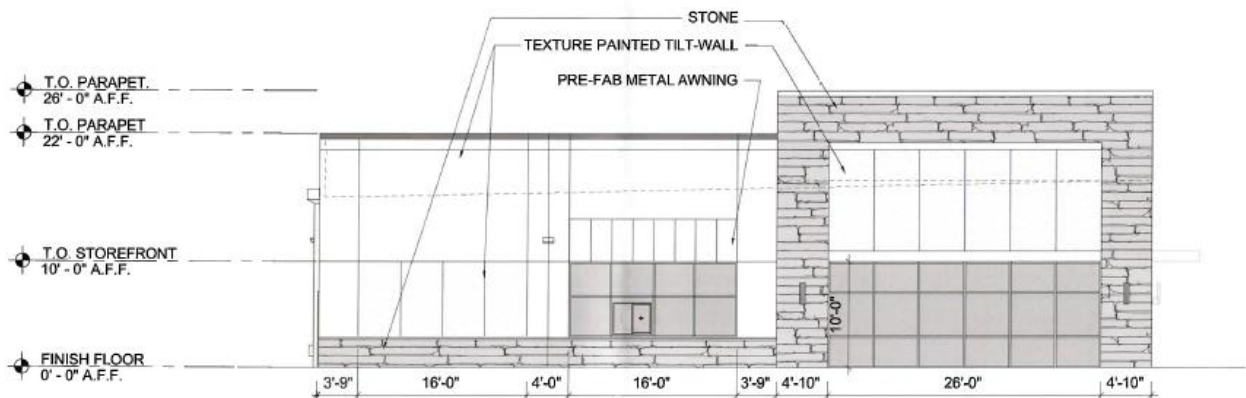 STONE
TEXTURE PAINTED TILT-WALL
PRE-FAB METAL AWNING
T.O. PARAPET.
26' - 0" A.F.F.
T.O. PARAPET
22' - 0" A.F.F.
T.O. STOREFRONT
10' - 0" A.F.F.
10'-0"
FINISH FLOOR
0' - 0" A.F.F.
3'-9" 16'-0" 4'-0" 16'-0" 3'-9" 4'-10" 26'-0" 4'-10"